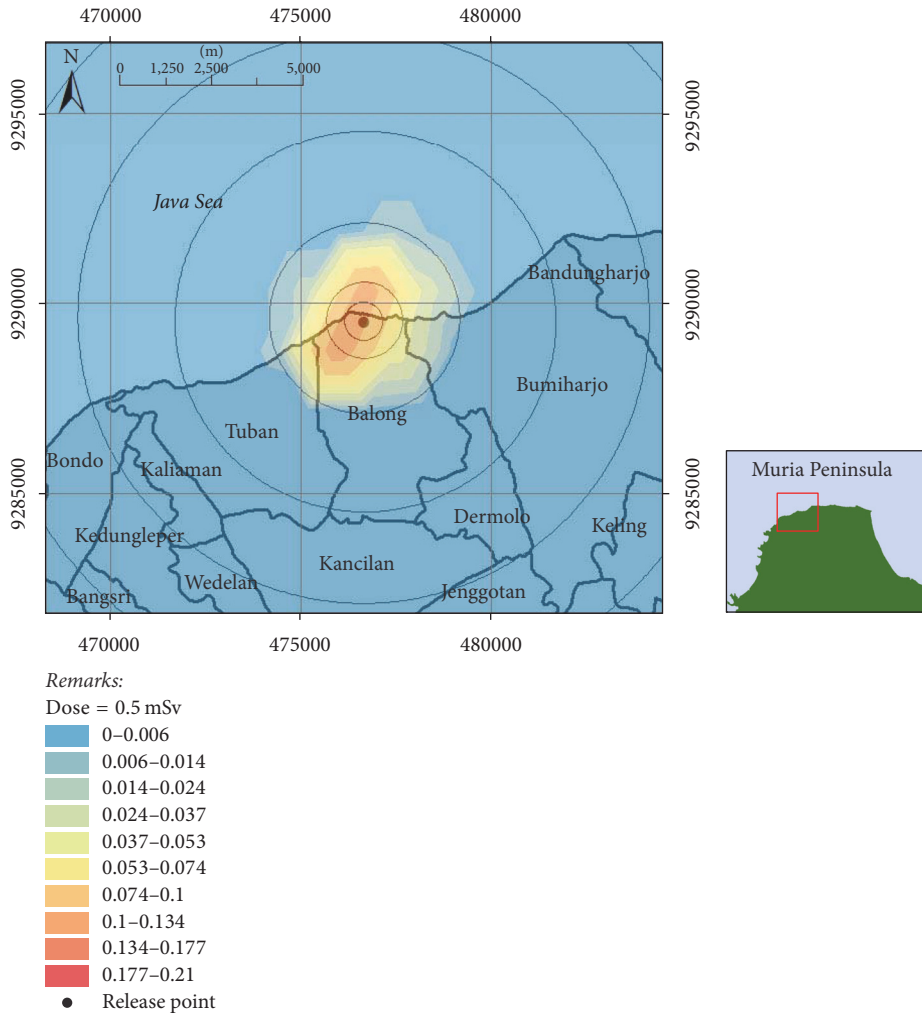 470000 475000 480000
N
(m)
0 1,250 2,500 5,000
9295000 9295000
Java Sea
Bandungharjo
9290000 9290000
Bumiharjo
Balong
Tuban
Bondo Kaliaman
9285000 9285000
Muria Peninsula
Dermolo
Keling
Kedungleper
Kancilan
Wedelan
Bangsri Jenggotan
470000 475000 480000
Remarks:
Dose = 0.5 mSv
0–0.006
0.006–0.014
0.014–0.024
0.024–0.037
0.037–0.053
0.053–0.074
0.074–0.1
0.1–0.134
0.134–0.177
0.177–0.21
Release point